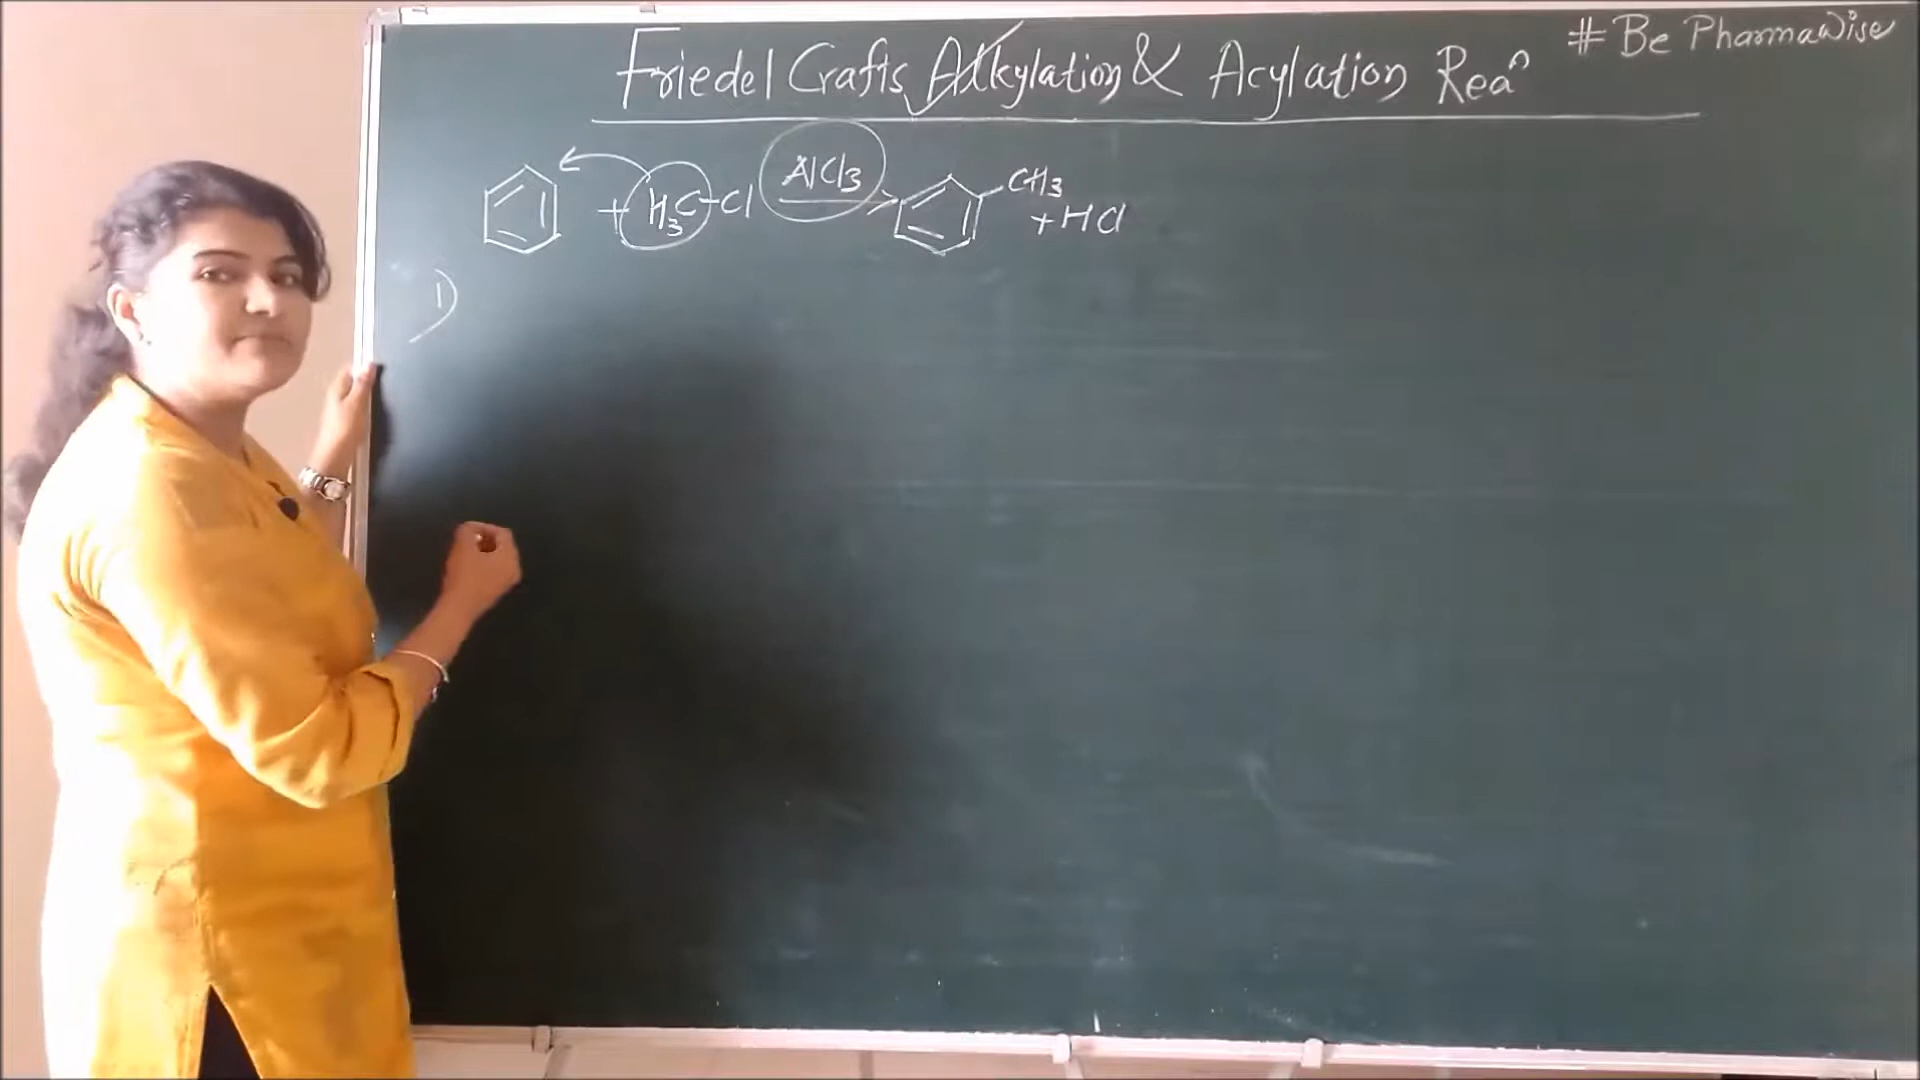 # Be PharmaWise
Friedel Crafts Alkylation & Acylation Reaⁿ
+ H₃C-Cl AlCl₃ CH₃
+ HCl
1)